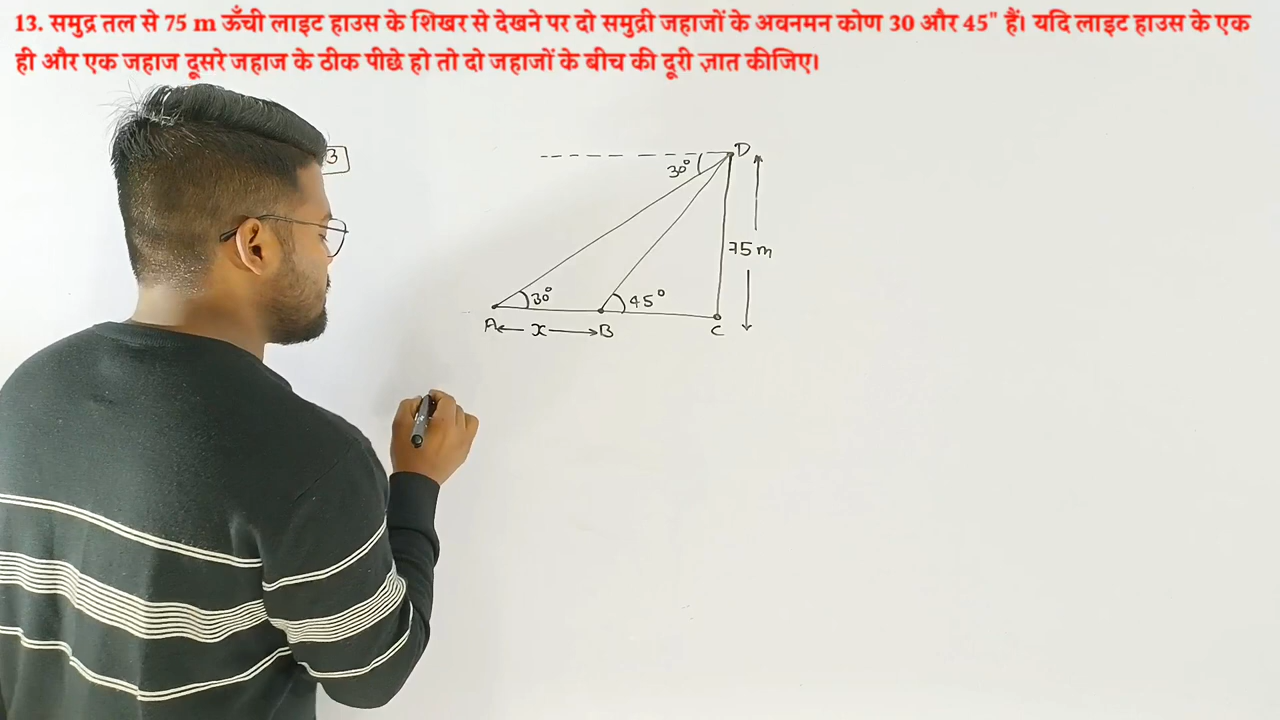 13. समुद्र तल से 75 m ऊँची लाइट हाउस के शिखर से देखने पर दो समुद्री जहाजों के अवनमन कोण 30 और 45" हैं। यदि लाइट हाउस के एक
ही और एक जहाज दूसरे जहाज के ठीक पीछे हो तो दो जहाजों के बीच की दूरी ज्ञात कीजिए।
3
D
30°
75 m
30°
45°
A x B
C